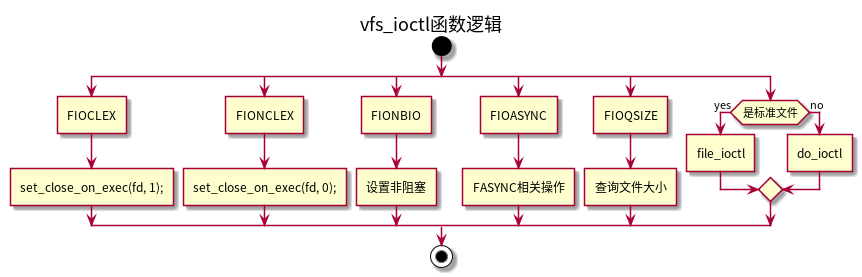 vfs_ioctl函数逻辑
FIOCLEX
FIONCLEX
FIONBIO
FIOASYNC
FIOQSIZE
yes
是标准文件
no
set_close_on_exec(fd, 1);
set_close_on_exec(fd, 0);
设置非阻塞
FASYNC相关操作
查询文件大小
file_ioctl
do_ioctl